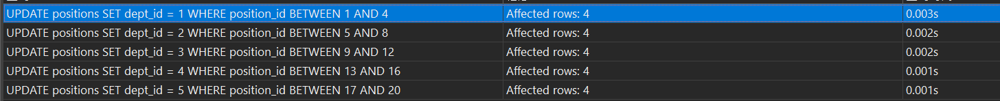 UPDATE positions SET dept_id = 1 WHERE position_id BETWEEN 1 AND 4 Affected rows: 4 0.003s
UPDATE positions SET dept_id = 2 WHERE position_id BETWEEN 5 AND 8 Affected rows: 4 0.002s
UPDATE positions SET dept_id = 3 WHERE position_id BETWEEN 9 AND 12 Affected rows: 4 0.002s
UPDATE positions SET dept_id = 4 WHERE position_id BETWEEN 13 AND 16 Affected rows: 4 0.001s
UPDATE positions SET dept_id = 5 WHERE position_id BETWEEN 17 AND 20 Affected rows: 4 0.001s